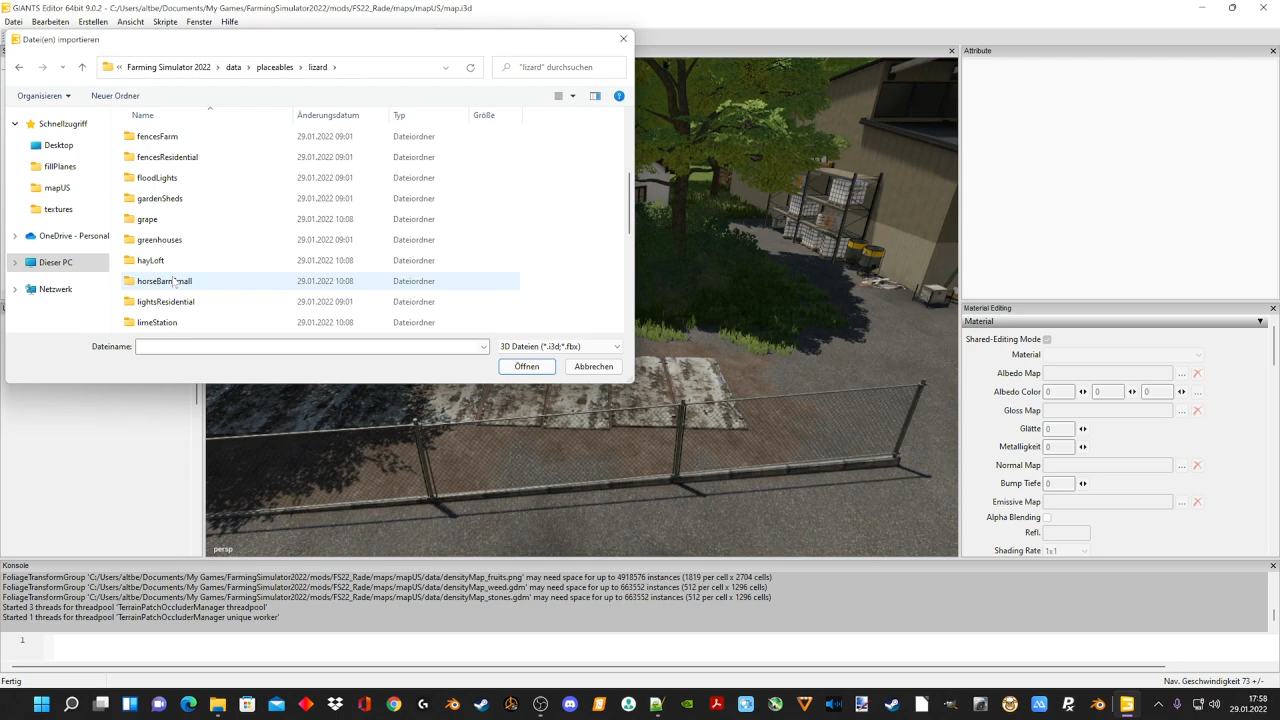 GIANTS Editor 64bit 9.0.2 - C:/Users/altbe/Documents/My Games/FarmingSimulator2022/mods/FS22_Rade/maps/mapUS/map.i3d
Datei Bearbeiten Erstellen Ansicht Skripte Fenster Hilfe
Datei(en) importieren
« Farming Simulator 2022 › data › placeables › lizard ›
"lizard" durchsuchen
Organisieren Neuer Ordner
Name Änderungsdatum Typ Größe
Schnellzugriff
Desktop
fillPlanes
mapUS
textures
OneDrive - Personal
Dieser PC
Netzwerk
fencesFarm 29.01.2022 09:01 Dateiordner
fencesResidential 29.01.2022 09:01 Dateiordner
floodLights 29.01.2022 09:01 Dateiordner
gardenSheds 29.01.2022 09:01 Dateiordner
grape 29.01.2022 10:08 Dateiordner
greenhouses 29.01.2022 09:01 Dateiordner
hayLoft 29.01.2022 10:08 Dateiordner
horseBarnSmall 29.01.2022 10:08 Dateiordner
lightsResidential 29.01.2022 09:01 Dateiordner
limeStation 29.01.2022 10:08 Dateiordner
Dateiname: 3D Dateien (*.i3d;*.fbx)
Öffnen Abbrechen
persp
Attribute
Material Editing
Material
Shared-Editing Mode
Material
Albedo Map ...
Albedo Color 0 0 0 ...
Gloss Map ...
Glätte 0
Metalligkeit 0
Normal Map ...
Bump Tiefe 0
Emissive Map ...
Alpha Blending
Refl.
Shading Rate 1x1
Konsole
FoliageTransformGroup 'C:/Users/altbe/Documents/My Games/FarmingSimulator2022/mods/FS22_Rade/maps/mapUS/data/densityMap_fruits.png' may need space for up to 4918576 instances (1819 per cell x 2704 cells)
FoliageTransformGroup 'C:/Users/altbe/Documents/My Games/FarmingSimulator2022/mods/FS22_Rade/maps/mapUS/data/densityMap_weed.gdm' may need space for up to 663552 instances (512 per cell x 1296 cells)
FoliageTransformGroup 'C:/Users/altbe/Documents/My Games/FarmingSimulator2022/mods/FS22_Rade/maps/mapUS/data/densityMap_stones.gdm' may need space for up to 663552 instances (512 per cell x 1296 cells)
Started 3 threads for threadpool 'TerrainPatchOccluderManager threadpool'
Started 1 threads for threadpool 'TerrainPatchOccluderManager unique worker'
1
Fertig Nav. Geschwindigkeit 73 +/-
17:58
29.01.2022